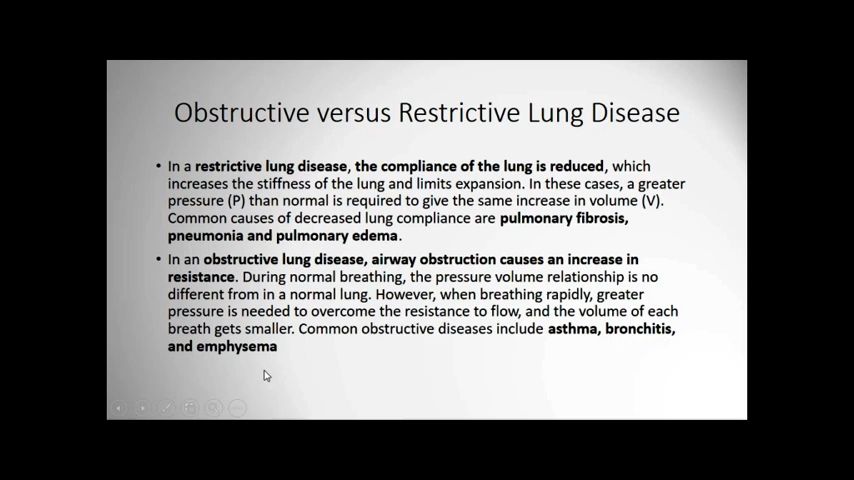 Obstructive versus Restrictive Lung Disease
• In a restrictive lung disease, the compliance of the lung is reduced, which
increases the stiffness of the lung and limits expansion. In these cases, a greater
pressure (P) than normal is required to give the same increase in volume (V).
Common causes of decreased lung compliance are pulmonary fibrosis,
pneumonia and pulmonary edema.
• In an obstructive lung disease, airway obstruction causes an increase in
resistance. During normal breathing, the pressure volume relationship is no
different from in a normal lung. However, when breathing rapidly, greater
pressure is needed to overcome the resistance to flow, and the volume of each
breath gets smaller. Common obstructive diseases include asthma, bronchitis,
and emphysema